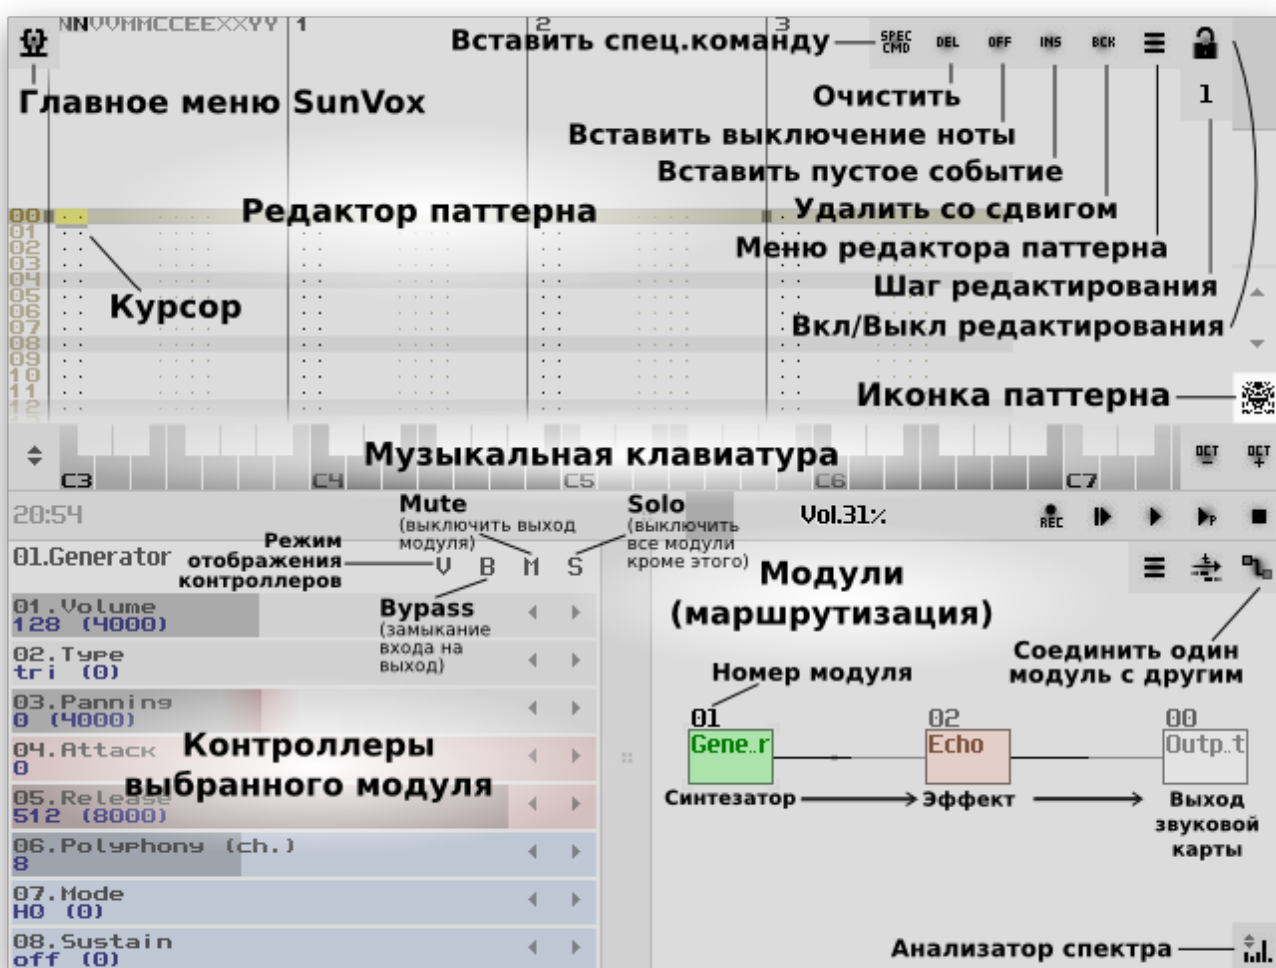 NNVVMMCCEEXXYY 1 2 3
Вставить спец.команду
SPEC CMD DEL OFF INS BCK
Главное меню SunVox
Очистить
1
Вставить выключение ноты
Вставить пустое событие
00
Редактор паттерна
Удалить со сдвигом
01
02
Меню редактора паттерна
03
04
05
Шаг редактирования
06
Курсор
07
Вкл/Выкл редактирования
08
09
10
11
Иконка паттерна
12
Музыкальная клавиатура
OCT - OCT +
C3 C4 C5 C6 C7
20:54
Vol.31%
REC
P
Mute
(выключить выход
модуля)
Solo
(выключить
все модули
кроме этого)
01.Generator
Режим
отображения
контроллеров
V B M S
Bypass
(замыкание
входа на
выход)
Модули
(маршрутизация)
01.Volume
128 (4000)
02.Type
tri (0)
03.Panning
0 (4000)
04.Attack
0
05.Release
512 (8000)
06.Polyphony (ch.)
8
07.Mode
HQ (0)
08.Sustain
off (0)
Контроллеры
выбранного модуля
Соединить один
модуль с другим
Номер модуля
01 02 00
Gene..r Echo Outp..t
Синтезатор Эффект Выход
звуковой
карты
Анализатор спектра